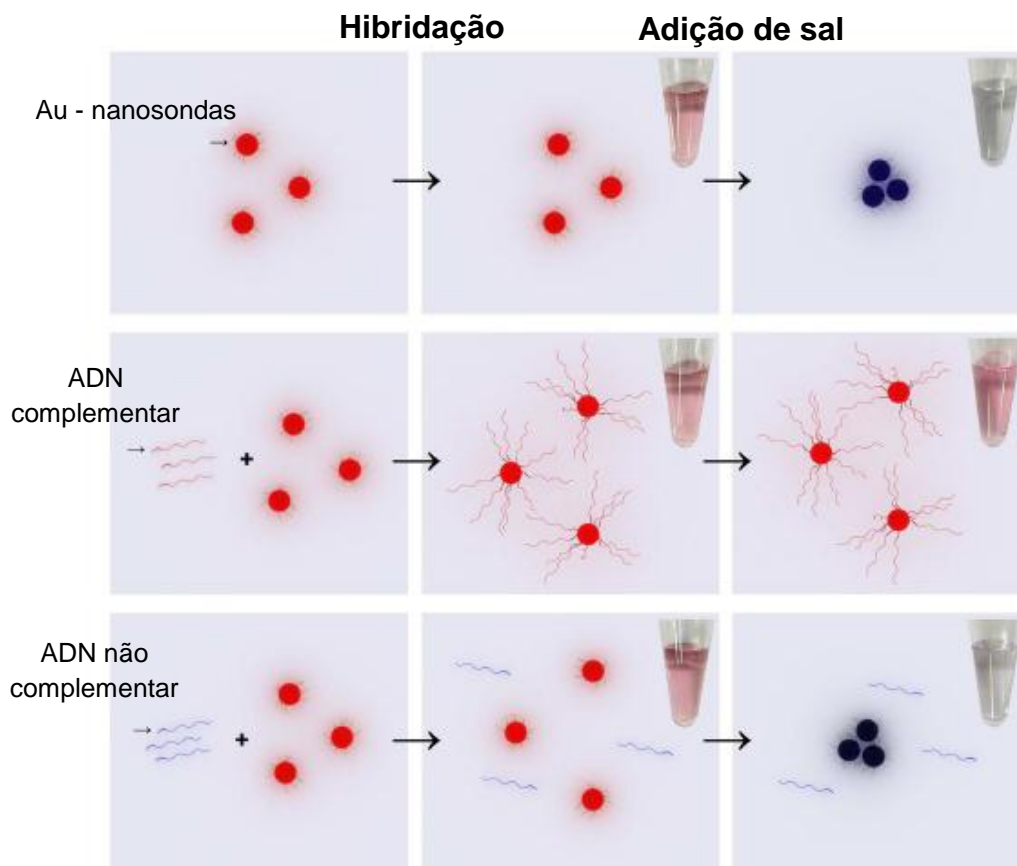 Hibridação
Adição de sal
Au - nanosondas
ADN
complementar
+
ADN não
complementar
+